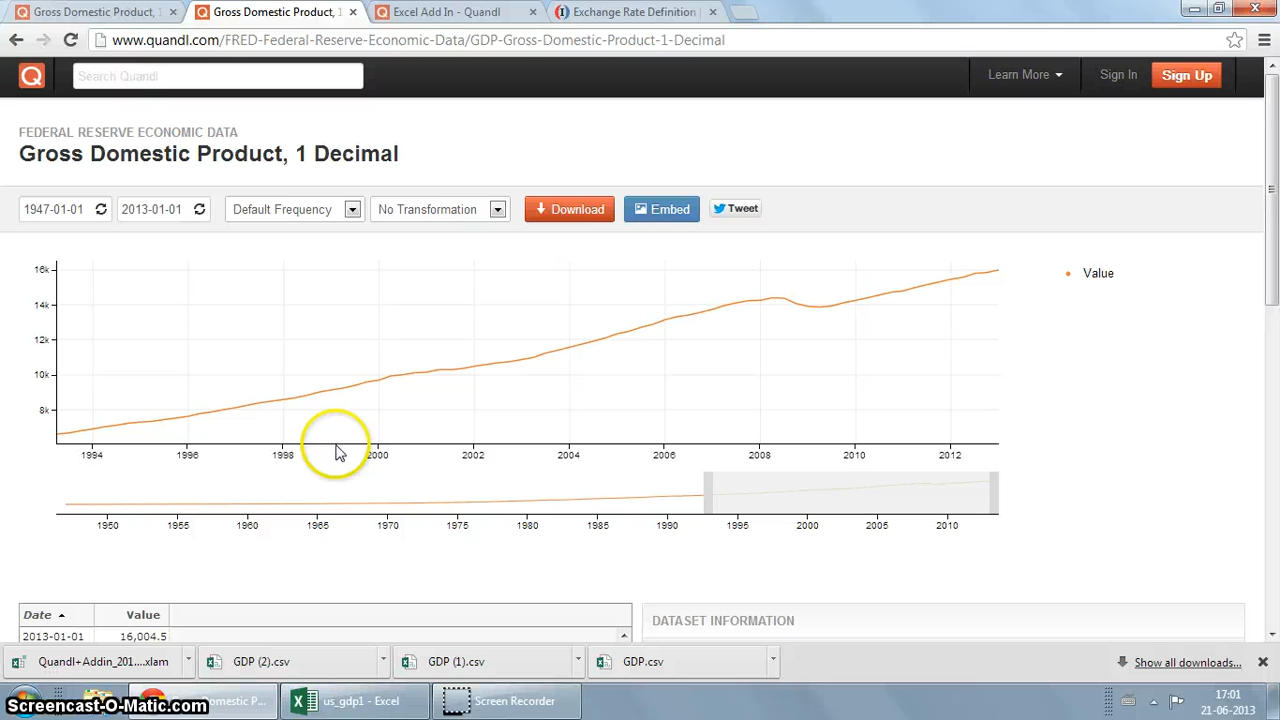 Gross Domestic Product, 1
Gross Domestic Product, 1
Excel Add In - Quandl
Exchange Rate Definition
www.quandl.com/FRED-Federal-Reserve-Economic-Data/GDP-Gross-Domestic-Product-1-Decimal
Q
Search Quandl
Learn More
Sign In
Sign Up
FEDERAL RESERVE ECONOMIC DATA
Gross Domestic Product, 1 Decimal
1947-01-01
2013-01-01
Default Frequency
No Transformation
Download
Embed
Tweet
16k
14k
12k
10k
8k
Value
1994 1996 1998 2000 2002 2004 2006 2008 2010 2012
1950 1955 1960 1965 1970 1975 1980 1985 1990 1995 2000 2005 2010
Date Value
2013-01-01 16,004.5
DATASET INFORMATION
Quandl+Addin_201....xlam
GDP (2).csv
GDP (1).csv
GDP.csv
Show all downloads...
s Domestic P...
us_gdp1 - Excel
Screen Recorder
17:01
21-06-2013
Screencast-O-Matic.com